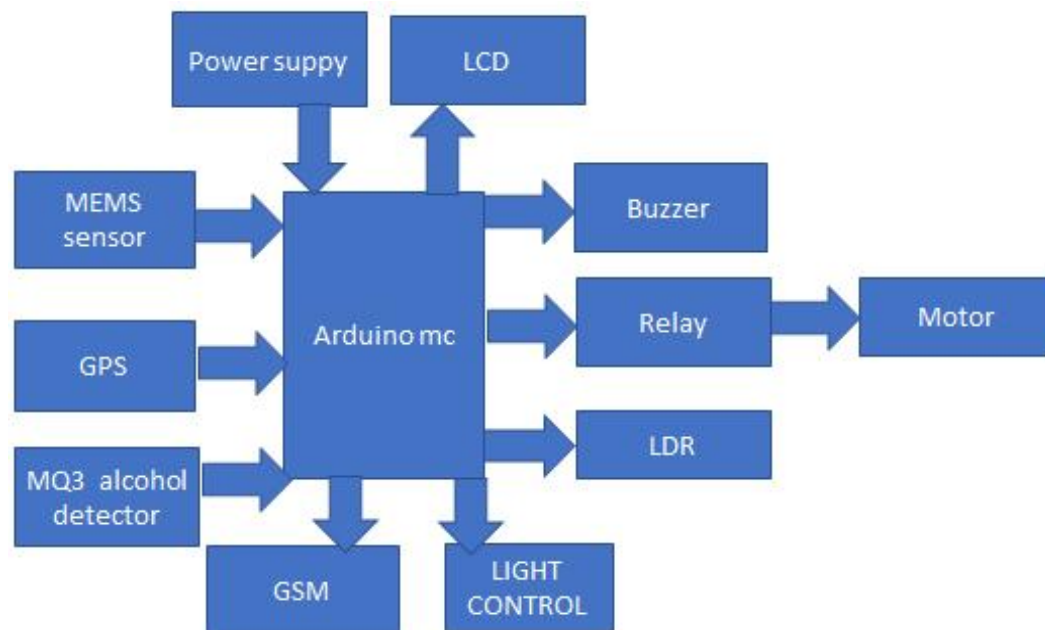 Power suppy
LCD
MEMS
sensor
Buzzer
Arduino mc
Relay
Motor
GPS
LDR
MQ3 alcohol
detector
GSM
LIGHT
CONTROL